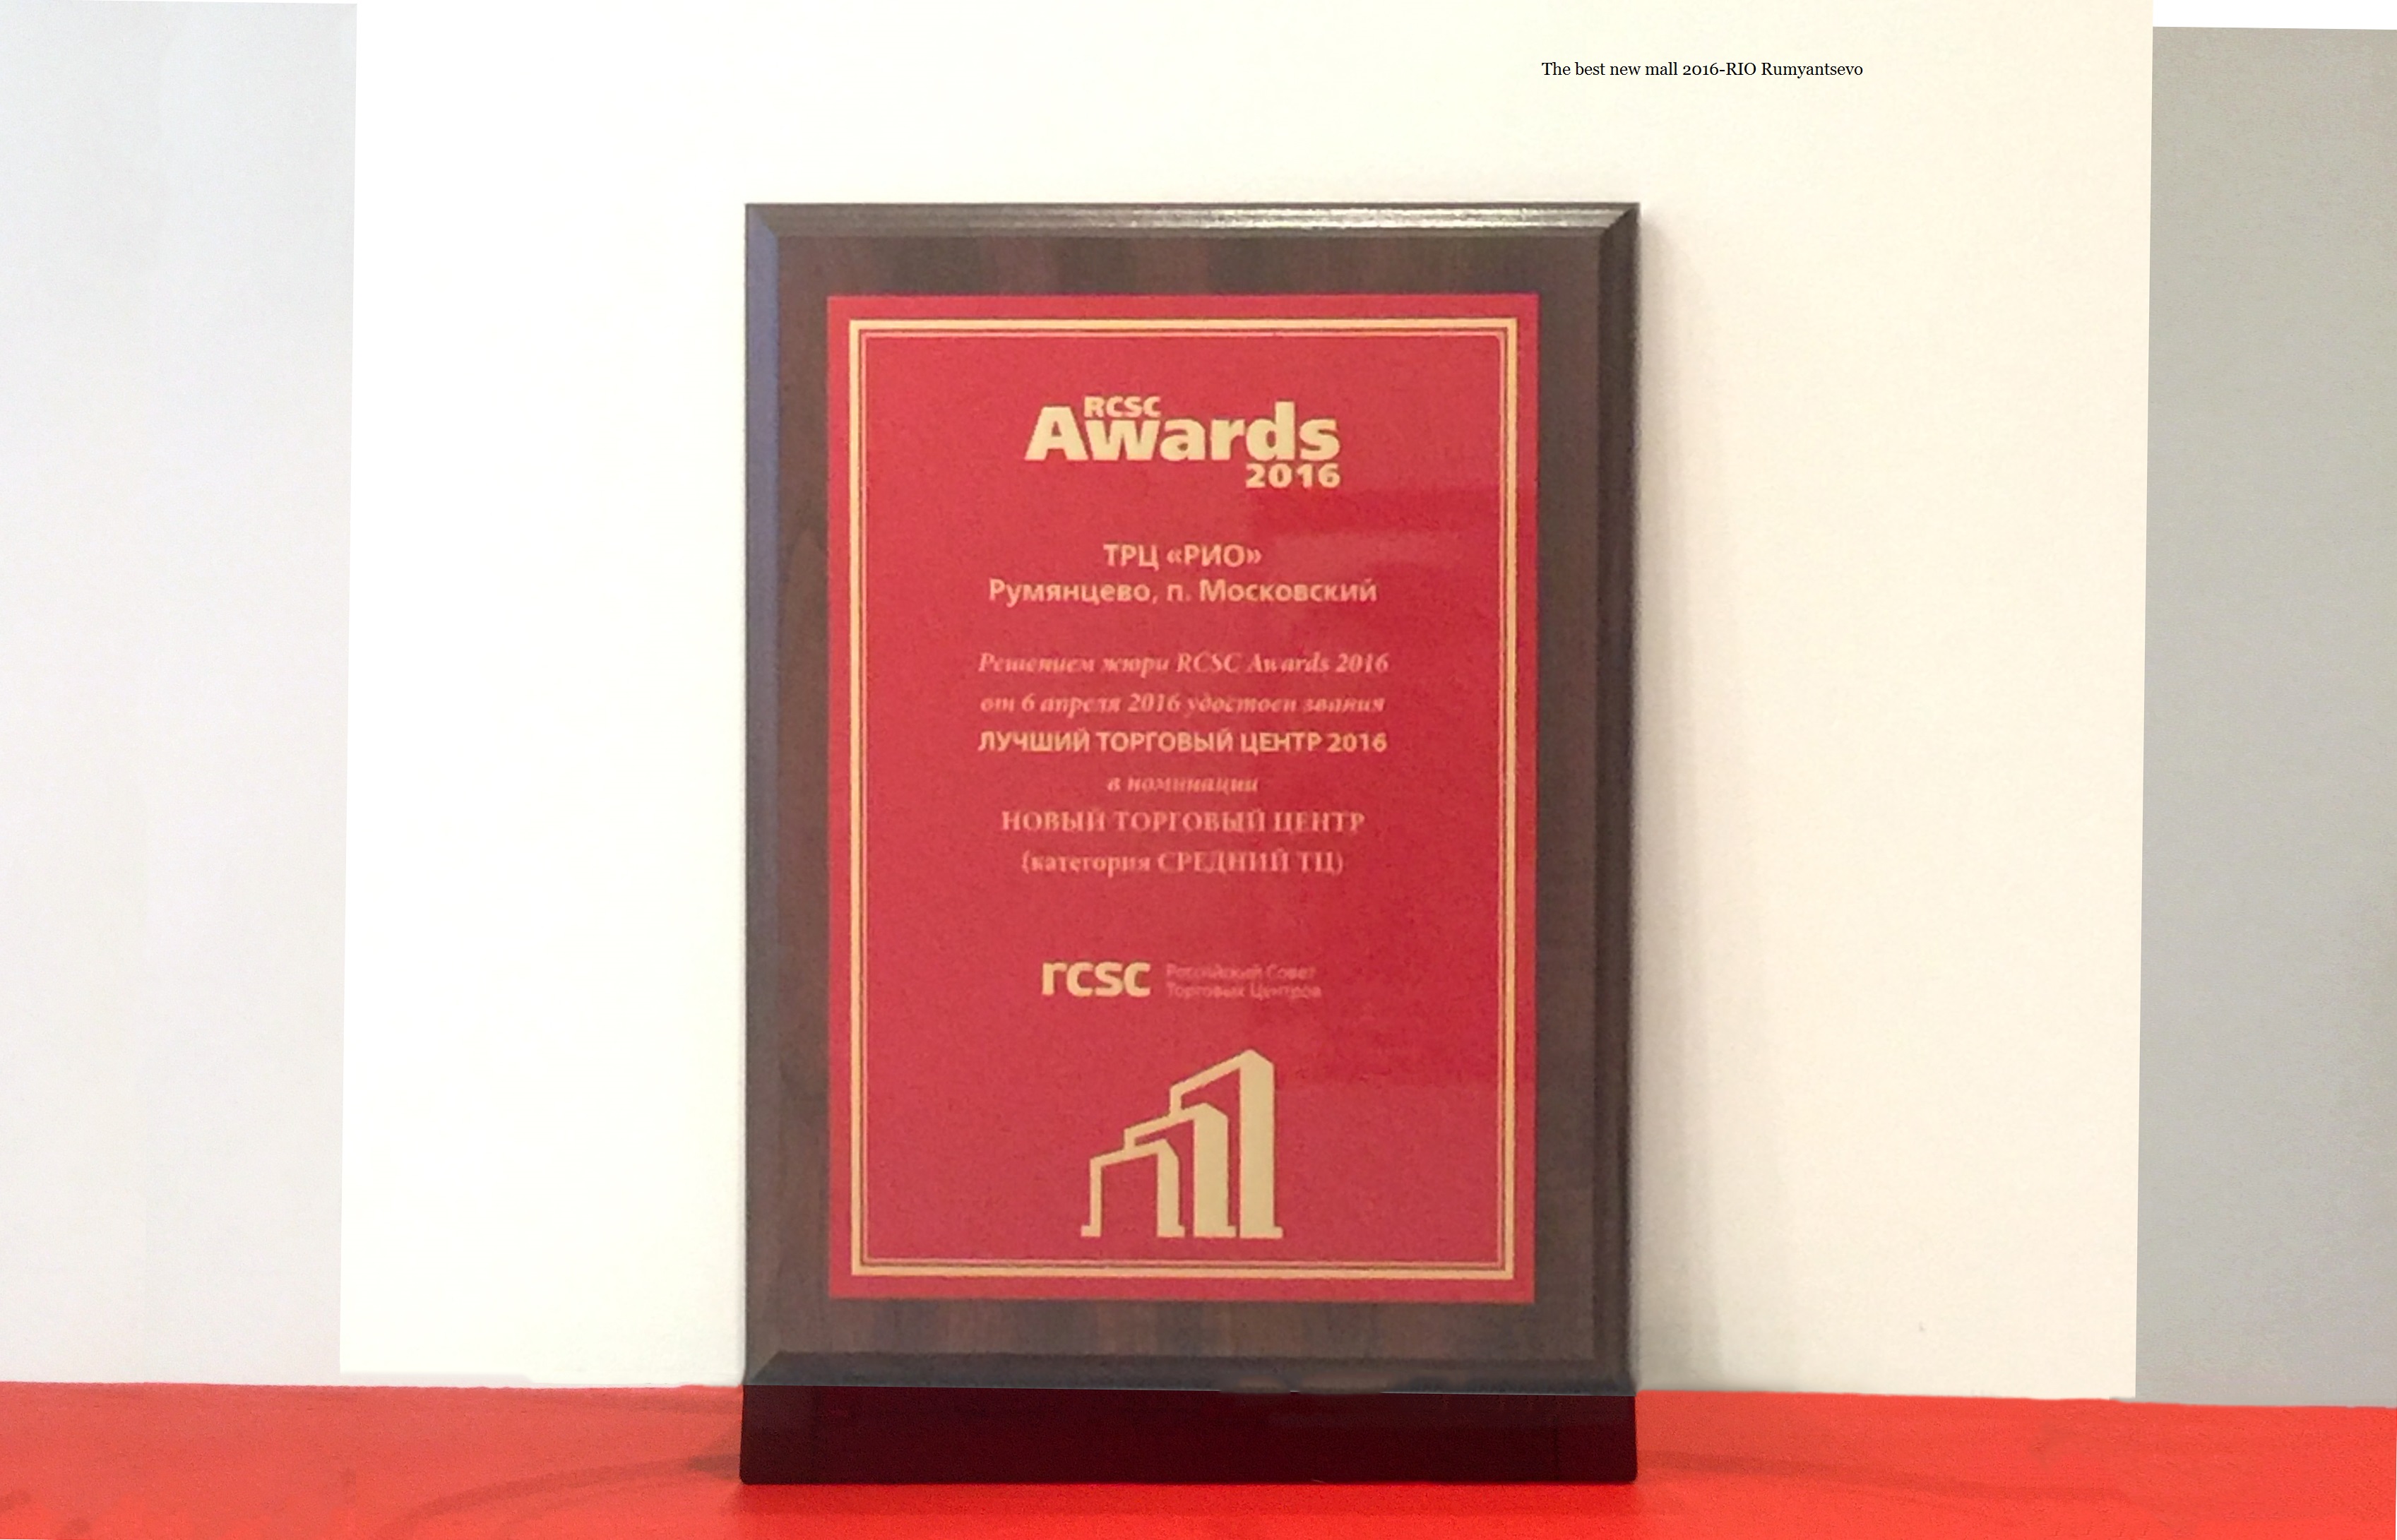 The best new mall 2016-RIO Rumyantsevo
RCSC
Awards
2016
ТРЦ «РИО»
Румянцево, п. Московский
Решением жюри RCSC Awards 2016
от 6 апреля 2016 удостоен звания
ЛУЧШИЙ ТОРГОВЫЙ ЦЕНТР 2016
в номинации
НОВЫЙ ТОРГОВЫЙ ЦЕНТР
(категория СРЕДНИЙ ТЦ)
rcsc
Российский Совет
Торговых Центров